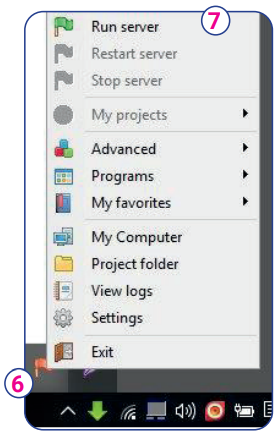 7
Run server
Restart server
Stop server
My projects
Advanced
Programs
My favorites
My Computer
Project folder
View logs
Settings
Exit
6